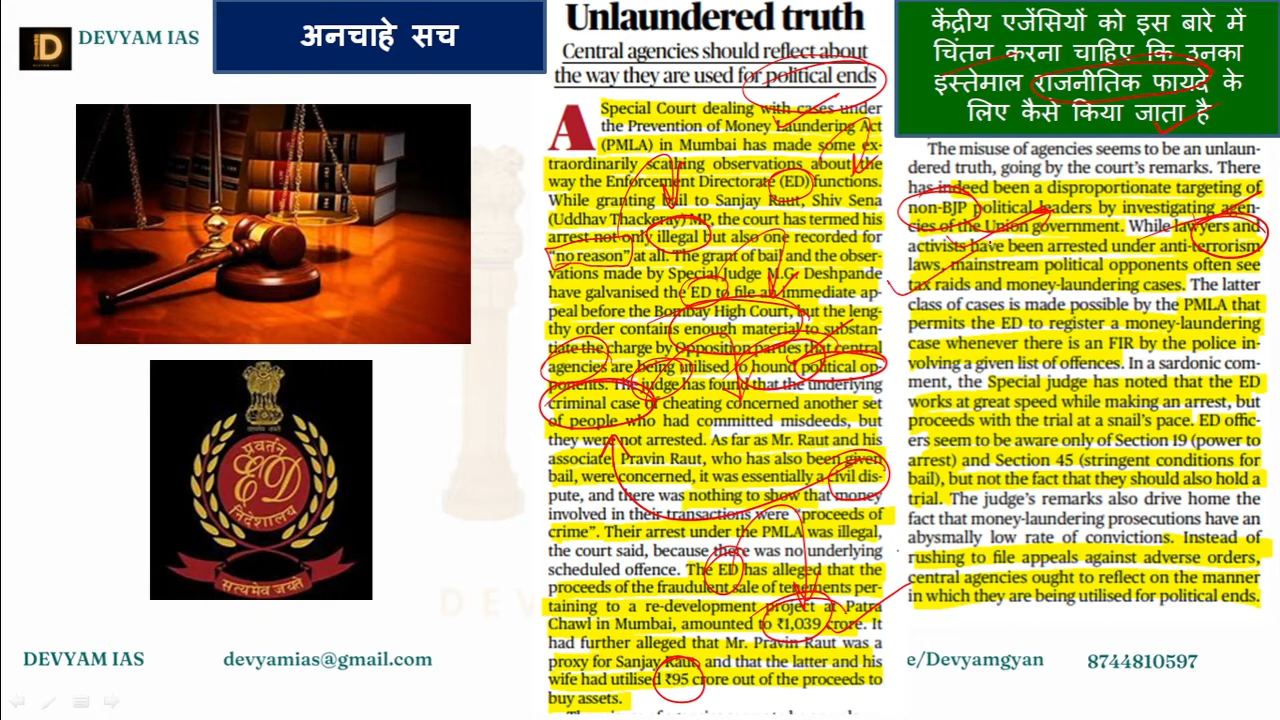 DEVYAM IAS
अनचाहे सच
Unlaundered truth
Central agencies should reflect about
the way they are used for political ends
A Special Court dealing with cases under
the Prevention of Money Laundering Act
(PMLA) in Mumbai has made some ex-
traordinarily scathing observations about the
way the Enforcement Directorate (ED) functions.
While granting bail to Sanjay Raut, Shiv Sena
(Uddhav Thackeray) MP, the court has termed his
arrest not only illegal but also one recorded for
“no reason” at all. The grant of bail and the obser-
vations made by Special Judge M.G. Deshpande
have galvanised the ED to file an immediate ap-
peal before the Bombay High Court, but the leng-
thy order contains enough material to substan-
tiate the charge by Opposition parties that central
agencies are being utilised to hound political op-
ponents. The judge has found that the underlying
criminal case of cheating concerned another set
of people who had committed misdeeds, but
they were not arrested. As far as Mr. Raut and his
associate, Pravin Raut, who has also been given
bail, were concerned, it was essentially a civil dis-
pute, and there was nothing to show that money
involved in their transactions were “proceeds of
crime”. Their arrest under the PMLA was illegal,
the court said, because there was no underlying
scheduled offence. The ED has alleged that the
proceeds of the fraudulent sale of tenements per-
taining to a re-development project at Patra
Chawl in Mumbai, amounted to ₹1,039 crore. It
had further alleged that Mr. Pravin Raut was a
proxy for Sanjay Raut, and that the latter and his
wife had utilised ₹95 crore out of the proceeds to
buy assets.
केंद्रीय एजेंसियों को इस बारे में
चिंतन करना चाहिए कि उनका
इस्तेमाल राजनीतिक फायदे के
लिए कैसे किया जाता है
The misuse of agencies seems to be an unlaun-
dered truth, going by the court’s remarks. There
has indeed been a disproportionate targeting of
non-BJP political leaders by investigating agen-
cies of the Union government. While lawyers and
activists have been arrested under anti-terrorism
laws, mainstream political opponents often see
tax raids and money-laundering cases. The latter
class of cases is made possible by the PMLA that
permits the ED to register a money-laundering
case whenever there is an FIR by the police in-
volving a given list of offences. In a sardonic com-
ment, the Special judge has noted that the ED
works at great speed while making an arrest, but
proceeds with the trial at a snail’s pace. ED offic-
ers seem to be aware only of Section 19 (power to
arrest) and Section 45 (stringent conditions for
bail), but not the fact that they should also hold a
trial. The judge’s remarks also drive home the
fact that money-laundering prosecutions have an
abysmally low rate of convictions. Instead of
rushing to file appeals against adverse orders,
central agencies ought to reflect on the manner
in which they are being utilised for political ends.
प्रवर्तन
ED
निदेशालय
सत्यमेव जयते
DEVYAM IAS
devyamias@gmail.com
e/Devyamgyan
8744810597